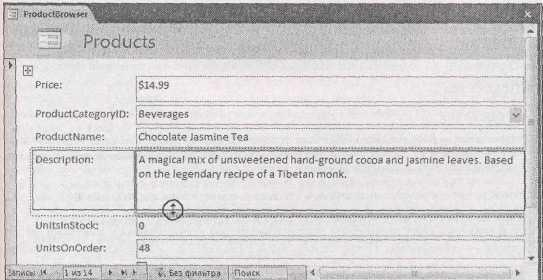 ProductBrowser
Products
Price: $14.99
ProductCategoryID: Beverages
ProductName: Chocolate Jasmine Tea
Description: A magical mix of unsweetened hand-ground cocoa and jasmine leaves. Based
on the legendary recipe of a Tibetan monk.
UnitsInStock: 0
UnitsOnOrder: 48
Записи 1 из 14 Без фильтра Поиск